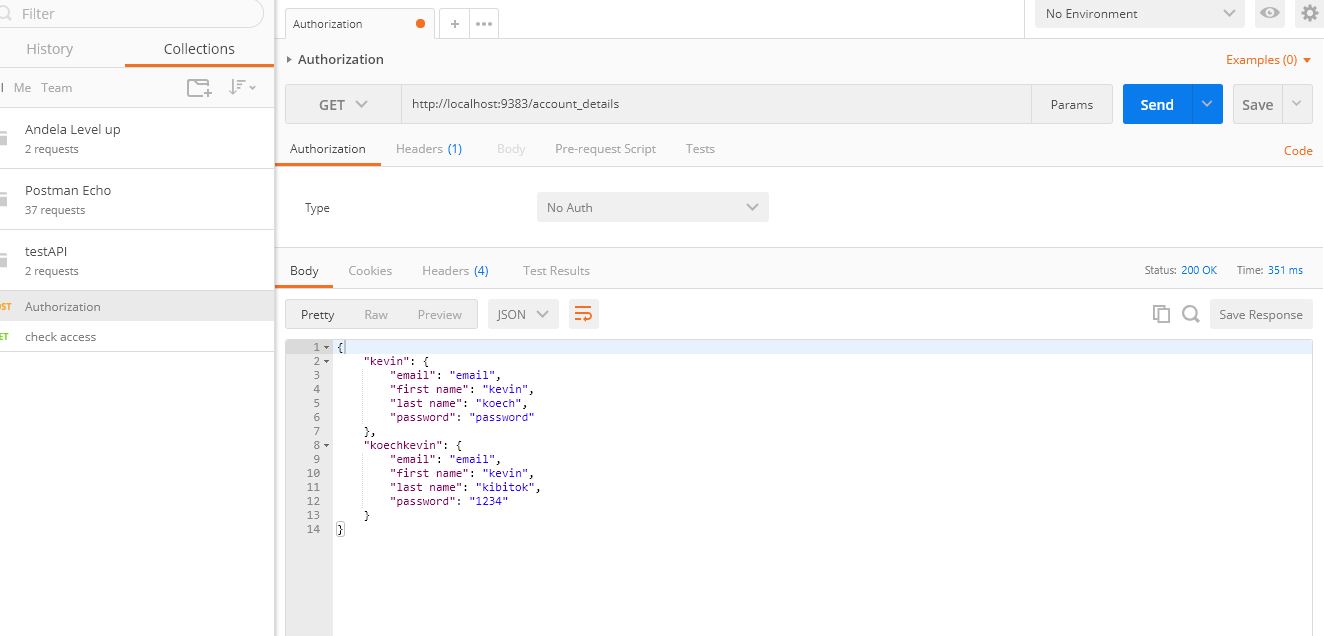 Filter
History Collections
Me Team
Andela Level up
2 requests
Postman Echo
37 requests
testAPI
2 requests
Authorization
check access
Authorization + ••• No Environment
Authorization Examples (0)
GET http://localhost:9383/account_details Params Send Save
Authorization Headers (1) Body Pre-request Script Tests Code
Type No Auth
Body Cookies Headers (4) Test Results Status: 200 OK Time: 351 ms
Pretty Raw Preview JSON Save Response
1 {
2 "kevin": {
3 "email": "email",
4 "first name": "kevin",
5 "last name": "koech",
6 "password": "password"
7 },
8 "koechkevin": {
9 "email": "email",
10 "first name": "kevin",
11 "last name": "kibitok",
12 "password": "1234"
13 }
14 }